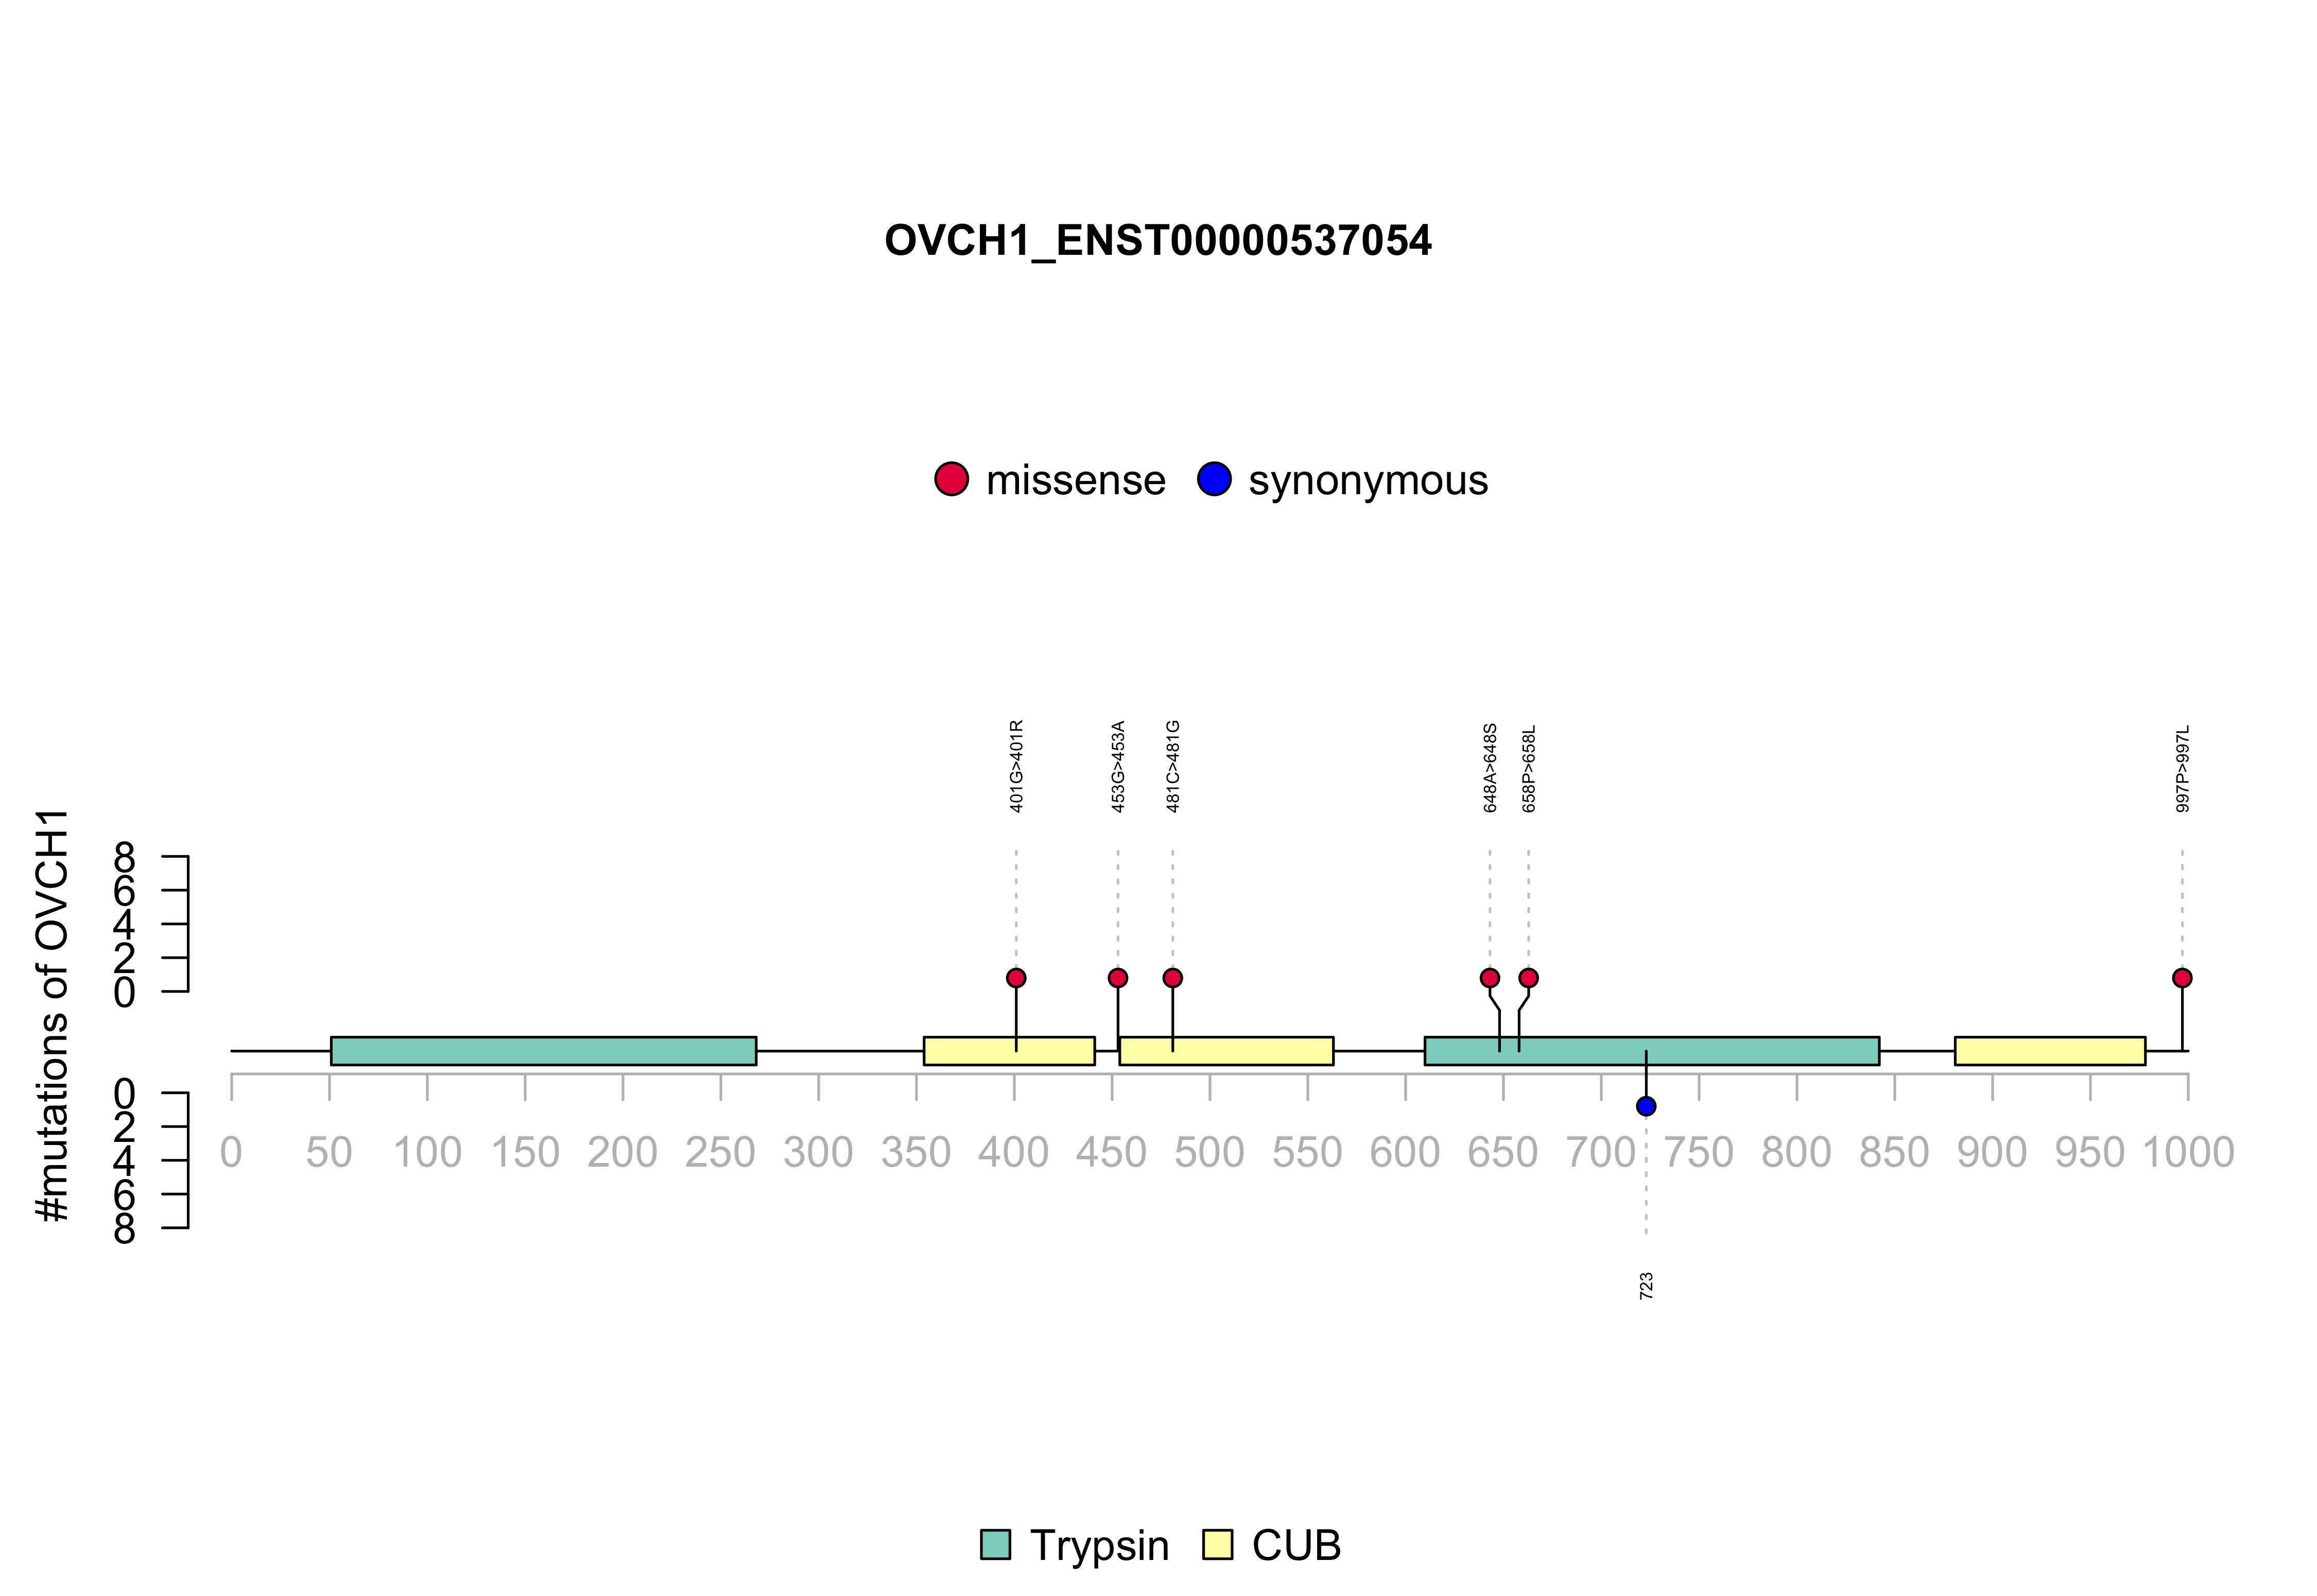 OVCH1_ENST00000537054
missense synonymous
401G>401R
453G>453A
481C>481G
648A>648S
658P>658L
997P>997L
#mutations of OVCH1
8
6
4
2
0
0
2
4
6
8
0 50 100 150 200 250 300 350 400 450 500 550 600 650 700 750 800 850 900 950 1000
723
Trypsin CUB